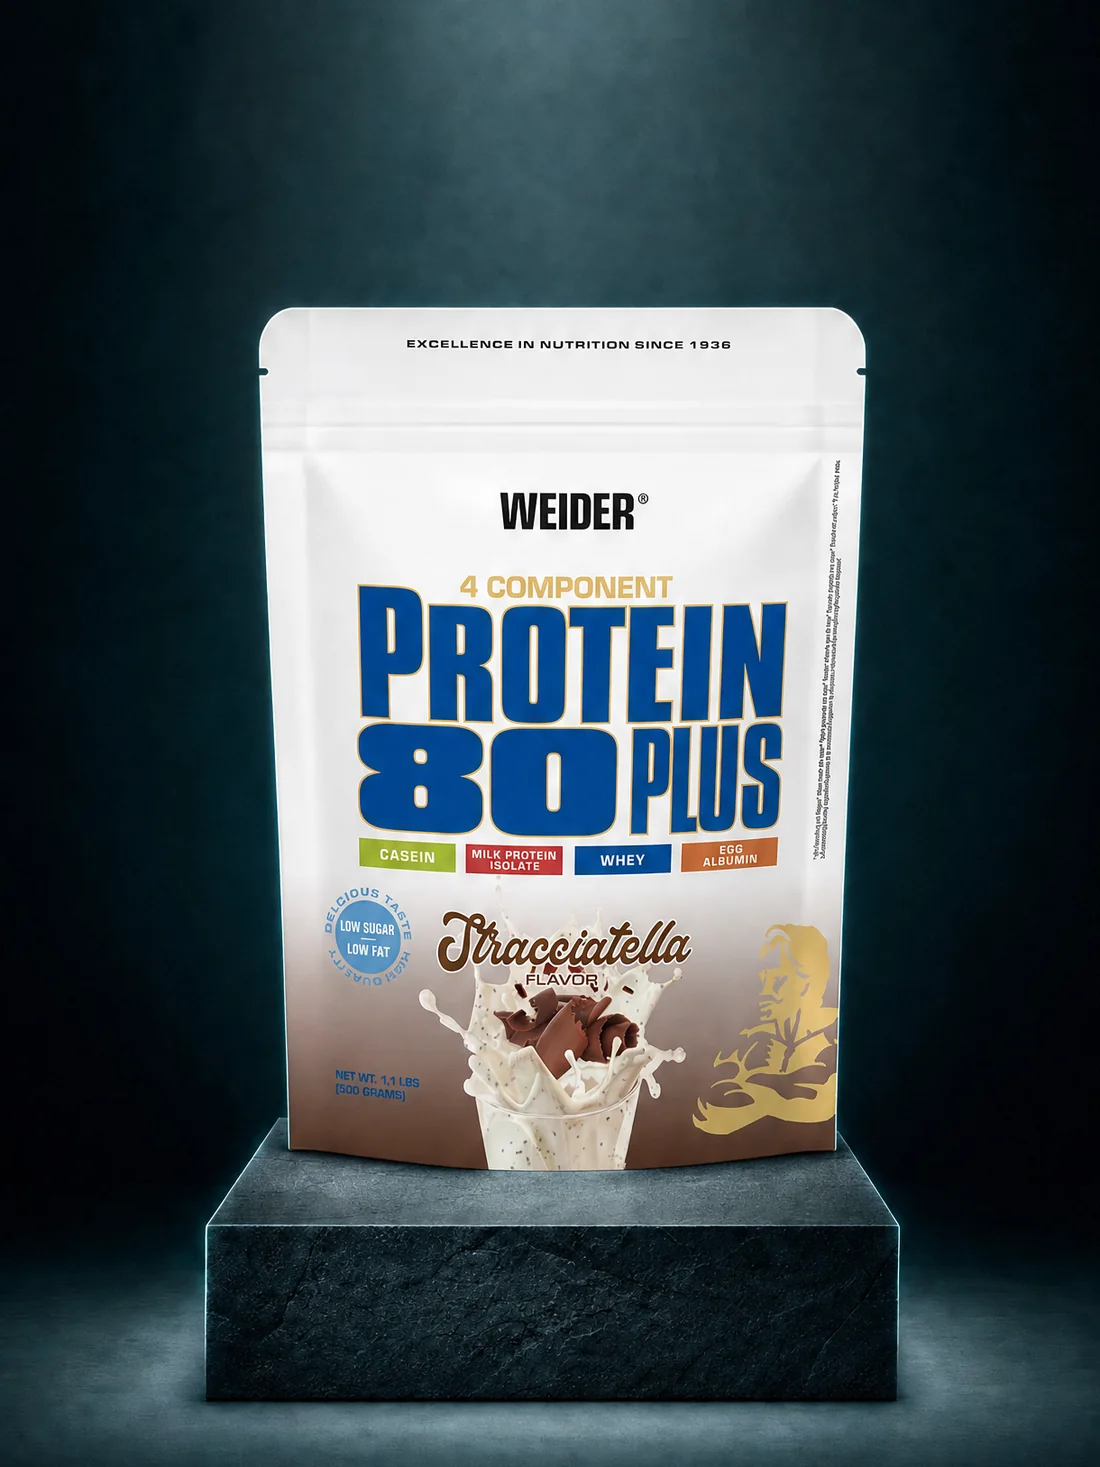 EXCELLENCE IN NUTRITION SINCE 1936
WEIDER®
4 COMPONENT
PROTEIN
80 PLUS
CASEIN
MILK PROTEIN
ISOLATE
WHEY
EGG
ALBUMIN
DELCIOUS TASTE
LOW SUGAR
LOW FAT
HIGH QUALITY
Stracciatella
FLAVOR
NET WT. 1,1 LBS
(500 GRAMS)